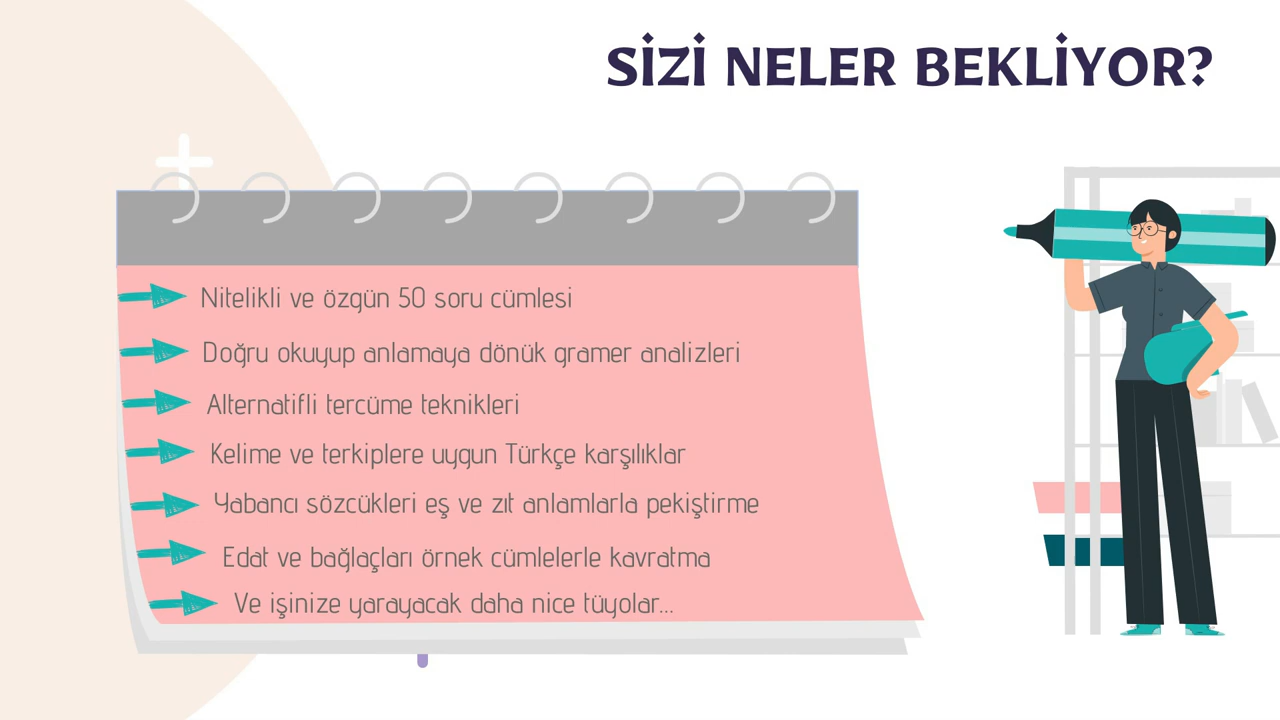 SİZİ NELER BEKLİYOR?
Nitelikli ve özgün 50 soru cümlesi
Doğru okuyup anlamaya dönük gramer analizleri
Alternatifli tercüme teknikleri
Kelime ve terkiplere uygun Türkçe karşılıklar
Yabancı sözcükleri eş ve zıt anlamlarla pekiştirme
Edat ve bağlaçları örnek cümlelerle kavratma
Ve işinize yarayacak daha nice tüyolar...